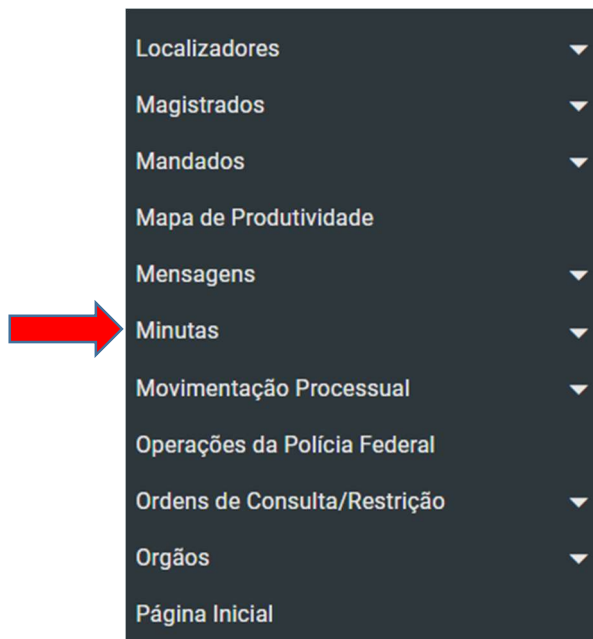 Localizadores
Magistrados
Mandados
Mapa de Produtividade
Mensagens
Minutas
Movimentação Processual
Operações da Polícia Federal
Ordens de Consulta/Restrição
Orgãos
Página Inicial